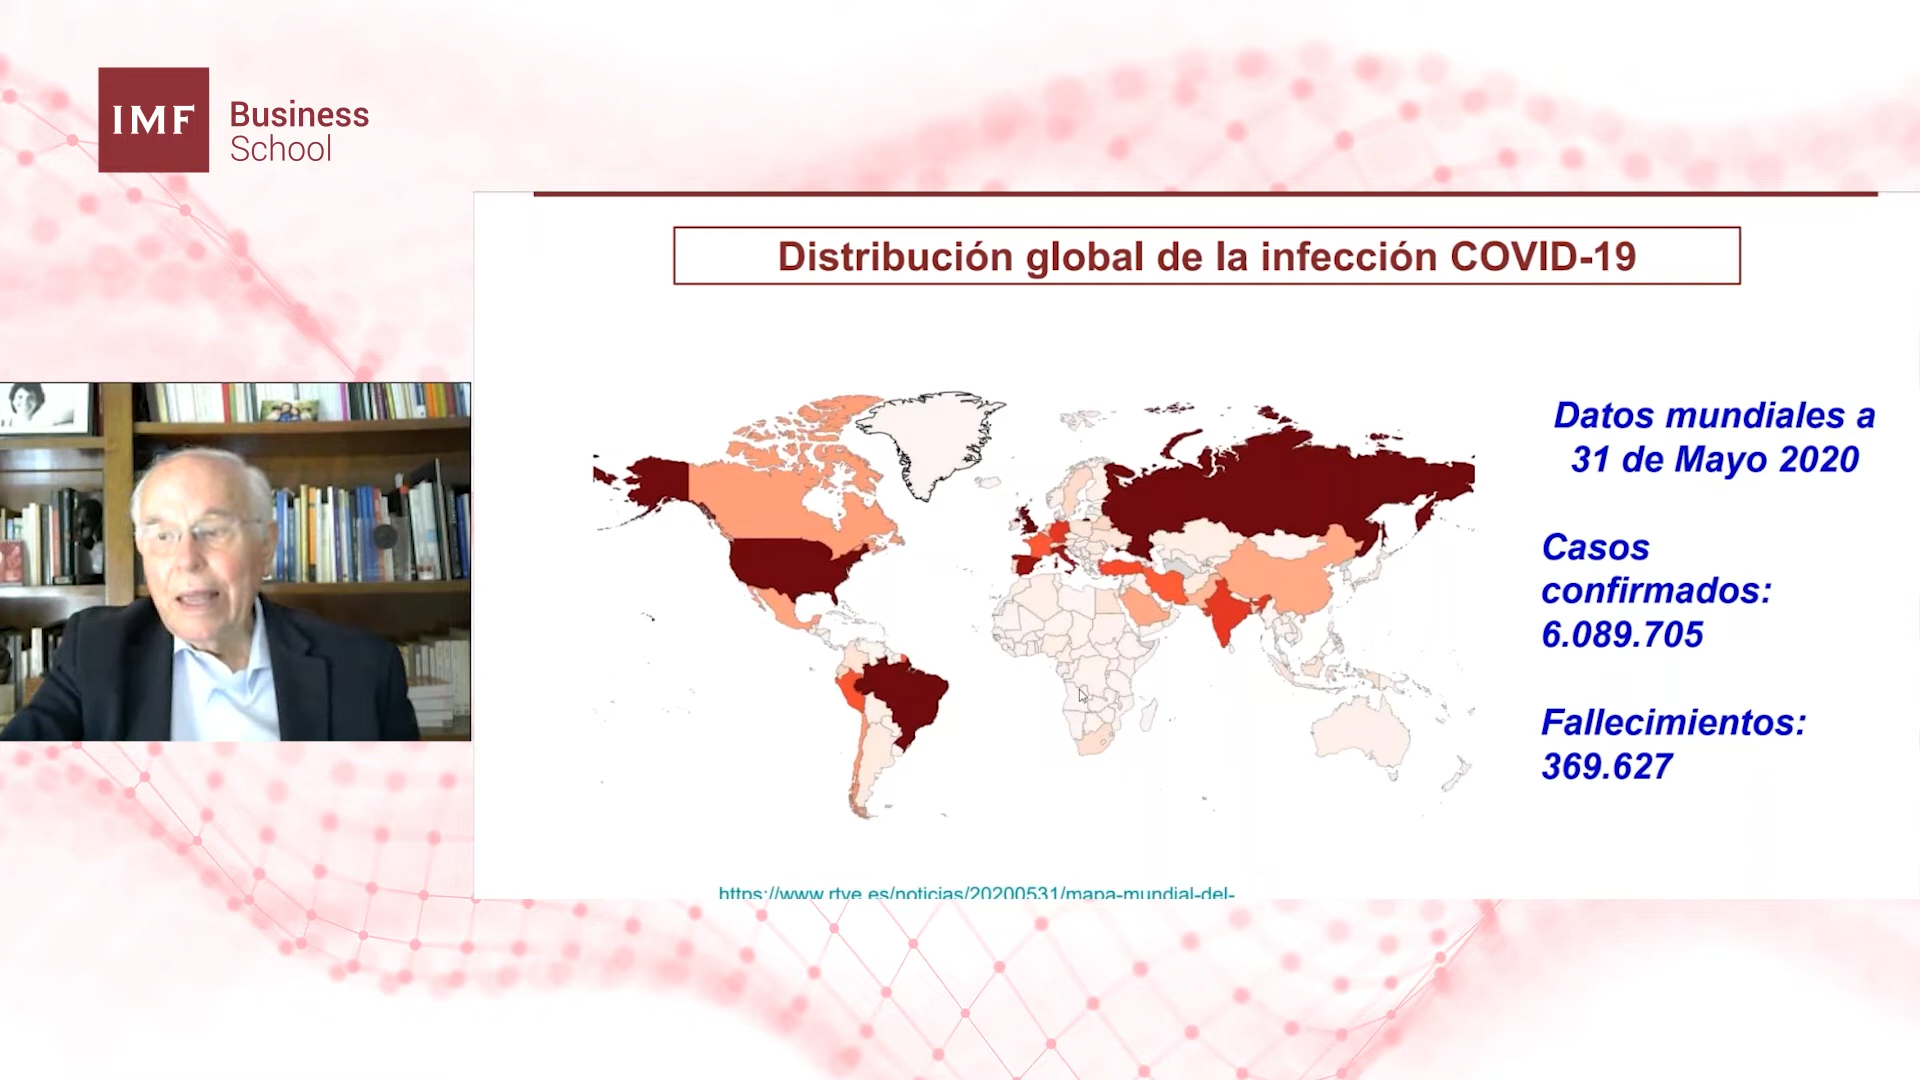 IMF Business
School
Distribución global de la infección COVID-19
Datos mundiales a
31 de Mayo 2020
Casos
confirmados:
6.089.705
Fallecimientos:
369.627
https://www.rtve.es/noticias/20200531/mapa-mundial-del-